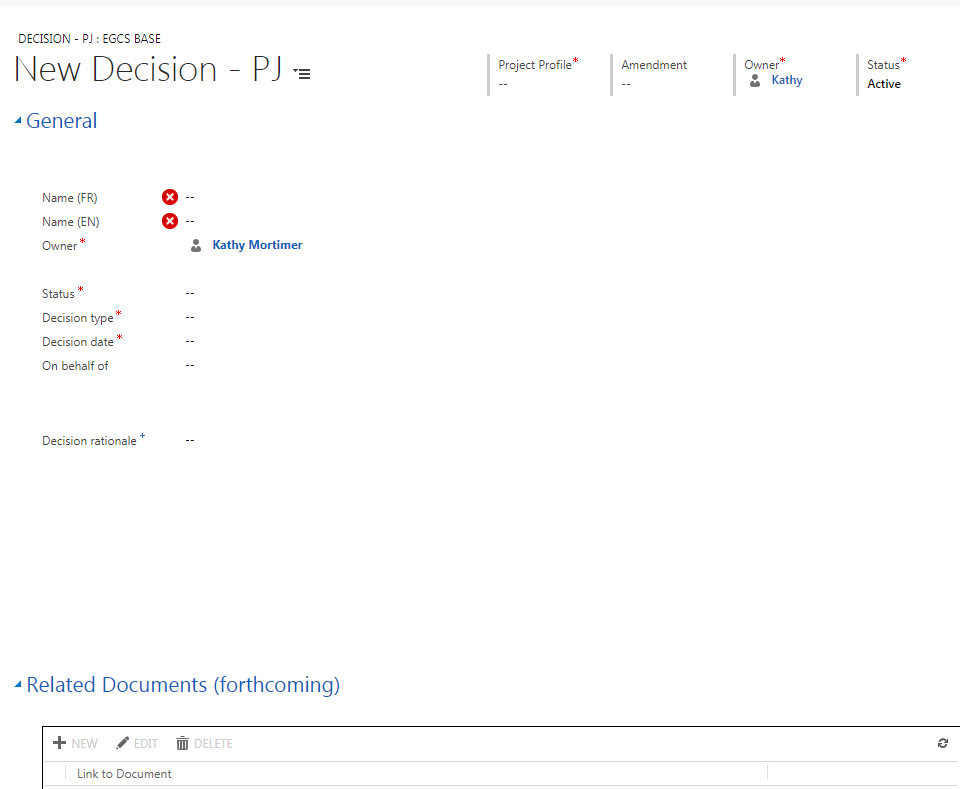 DECISION - PJ : EGCS BASE
New Decision - PJ
Project Profile* Amendment Owner* Status*
-- -- Kathy Active
General
Name (FR) --
Name (EN) --
Owner* Kathy Mortimer
Status* --
Decision type* --
Decision date* --
On behalf of --
Decision rationale+ --
Related Documents (forthcoming)
NEW EDIT DELETE
Link to Document